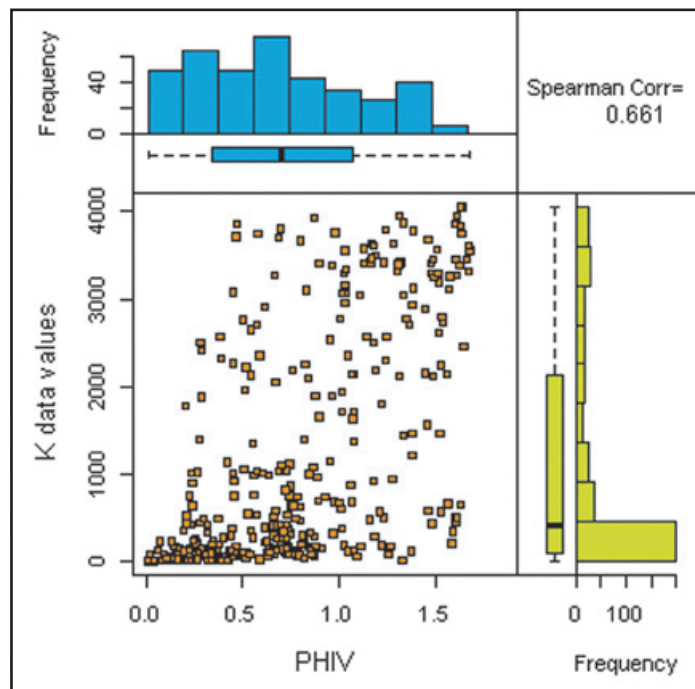 Frequency
40
0
Spearman Corr=
0.661
K data values
4000
3000
2000
1000
0
0.0 0.5 1.0 1.5
PHIV
0 100
Frequency